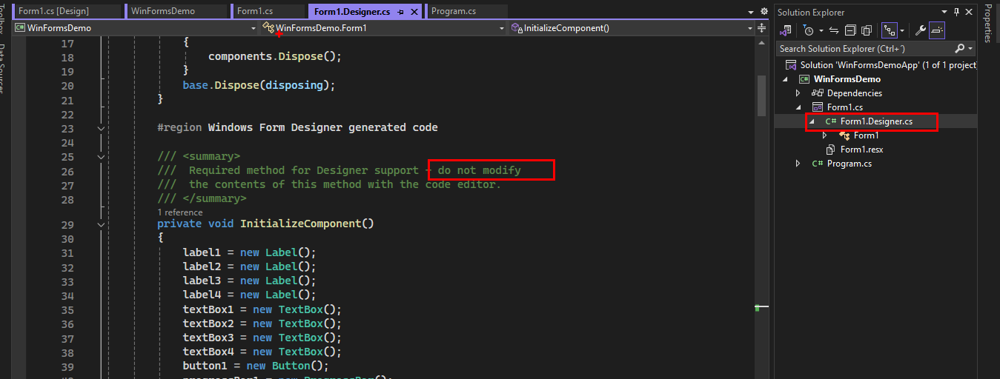 Form1.cs [Design]
WinFormsDemo
Form1.cs
Form1.Designer.cs
Program.cs
WinFormsDemo
WinFormsDemo.Form1
InitializeComponent()
17 {
18 components.Dispose();
19 }
20 base.Dispose(disposing);
21 }
22
23 #region Windows Form Designer generated code
24
25 /// <summary>
26 /// Required method for Designer support - do not modify
27 /// the contents of this method with the code editor.
28 /// </summary>
1 reference
29 private void InitializeComponent()
30 {
31 label1 = new Label();
32 label2 = new Label();
33 label3 = new Label();
34 label4 = new Label();
35 textBox1 = new TextBox();
36 textBox2 = new TextBox();
37 textBox3 = new TextBox();
38 textBox4 = new TextBox();
39 button1 = new Button();
Toolbox
Data Sources
Solution Explorer
Search Solution Explorer (Ctrl+´)
Solution 'WinFormsDemoApp' (1 of 1 project
C# WinFormsDemo
Dependencies
Form1.cs
C# Form1.Designer.cs
Form1
Form1.resx
C# Program.cs
Properties